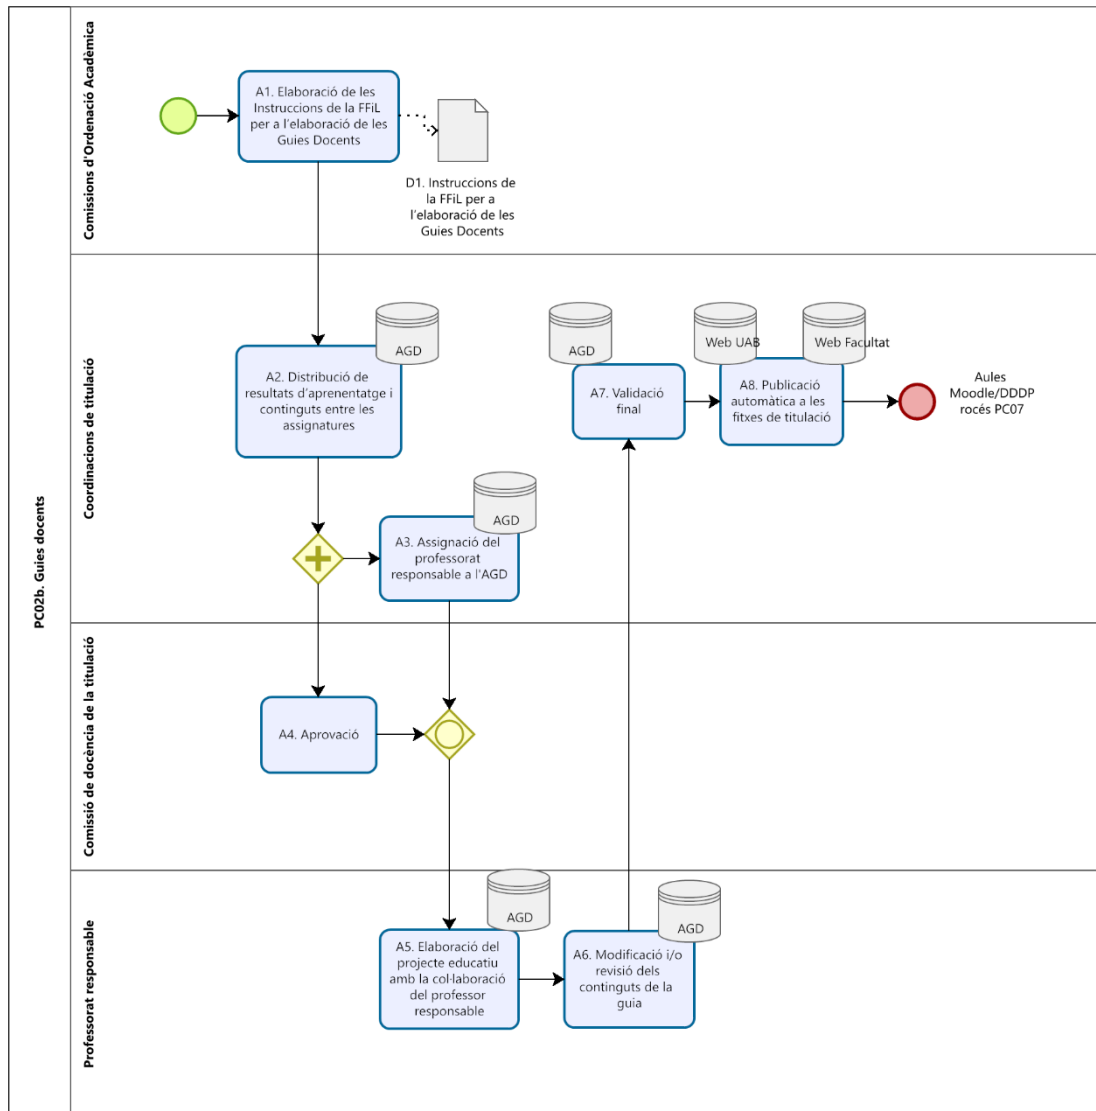 PC02b. Guies docents
Comissions d'Ordenació Acadèmica
A1. Elaboració de les
Instruccions de la FFiL
per a l'elaboració de les
Guies Docents
D1. Instruccions de
la FFiL per a
l'elaboració de les
Guies Docents
Coordinacions de titulació
AGD
A2. Distribució de
resultats d'aprenentatge i
continguts entre les
assignatures
AGD
A3. Assignació del
professorat
responsable a l'AGD
AGD
A7. Validació
final
Web UAB
Web Facultat
A8. Publicació
automàtica a les
fitxes de titulació
Aules
Moodle/DDDP
rocés PC07
Comissió de docència de la titulació
A4. Aprovació
Professorat responsable
AGD
A5. Elaboració del
projecte educatiu
amb la col·laboració
del professor
responsable
AGD
A6. Modificació i/o
revisió dels
continguts de la
guia